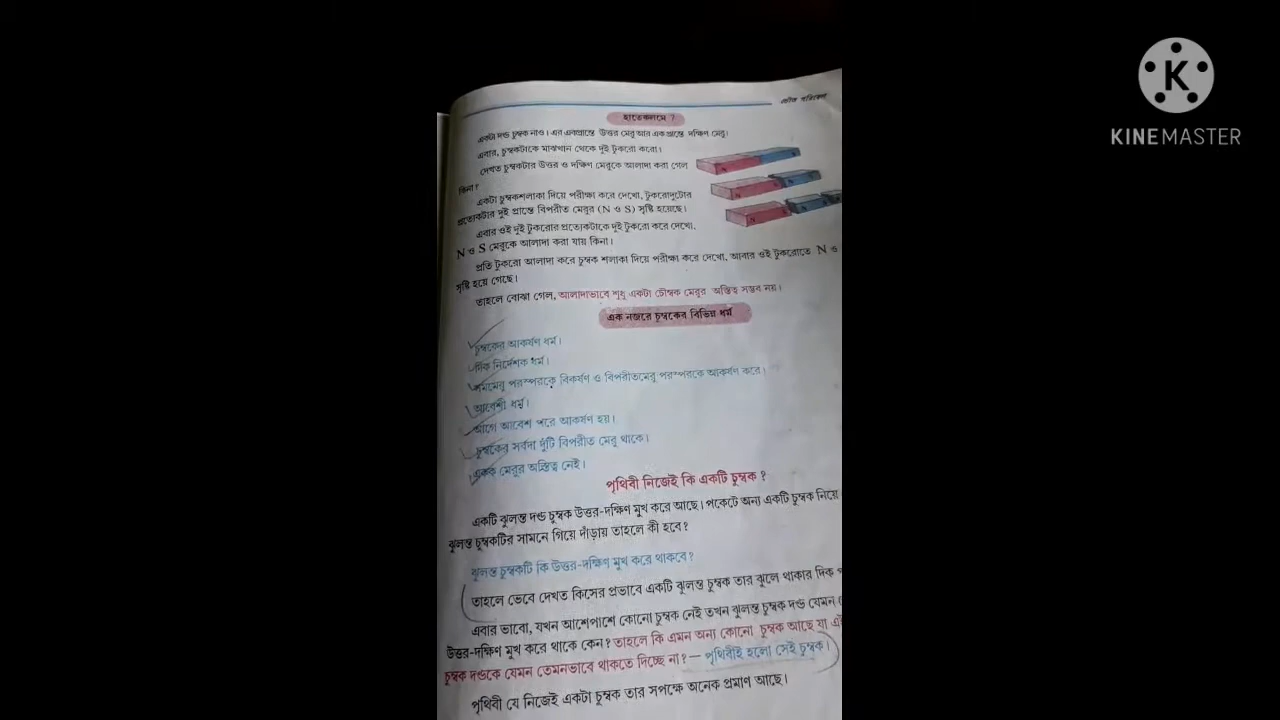 ভৌত পরিবেশ
হাতেকলমে ?
একটা দন্ড চুম্বক নাও। এর একপ্রান্তে উত্তর মেরু আর এক প্রান্তে দক্ষিণ মেরু।
এবার, চুম্বকটাকে মাঝখান থেকে দুই টুকরো করো।
দেখত চুম্বকটার উত্তর ও দক্ষিণ মেরুকে আলাদা করা গেল
কিনা ?
একটা চুম্বকশলাকা দিয়ে পরীক্ষা করে দেখো, টুকরোদুটোর
প্রত্যেকটার দুই প্রান্তে বিপরীত মেরুর (N ও S) সৃষ্টি হয়েছে।
এবার ওই দুই টুকরোর প্রত্যেকটাকে দুই টুকরো করে দেখো,
N ও S মেরুকে আলাদা করা যায় কিনা।
প্রতি টুকরো আলাদা করে চুম্বক শলাকা দিয়ে পরীক্ষা করে দেখো, আবার ওই টুকরোতে N ও
সৃষ্টি হয়ে গেছে।
তাহলে বোঝা গেল, আলাদাভাবে শুধু একটা চৌম্বক মেরুর অস্তিত্ব সম্ভব নয়।
এক নজরে চুম্বকের বিভিন্ন ধর্ম
চুম্বকের আকর্ষণ ধর্ম।
দিক নির্দেশক ধর্ম।
সমমেরু পরস্পরকে বিকর্ষণ ও বিপরীতমেরু পরস্পরকে আকর্ষণ করে।
আবেশী ধর্ম।
আগে আবেশ পরে আকর্ষণ হয়।
চুম্বকের সর্বদা দুটি বিপরীত মেরু থাকে।
একক মেরুর অস্তিত্ব নেই।
পৃথিবী নিজেই কি একটি চুম্বক ?
একটি ঝুলন্ত দন্ড চুম্বক উত্তর-দক্ষিণ মুখ করে আছে। পকেটে অন্য একটি চুম্বক নিয়ে
ঝুলন্ত চুম্বকটির সামনে গিয়ে দাঁড়ায় তাহলে কী হবে?
ঝুলন্ত চুম্বকটি কি উত্তর-দক্ষিণ মুখ করে থাকবে?
তাহলে ভেবে দেখত কিসের প্রভাবে একটি ঝুলন্ত চুম্বক তার ঝুলে থাকার দিক
এবার ভাবো, যখন আশেপাশে কোনো চুম্বক নেই তখন ঝুলন্ত চুম্বক দন্ড যেমন
উত্তর-দক্ষিণ মুখ করে থাকে কেন? তাহলে কি এমন অন্য কোনো চুম্বক আছে যা
চুম্বক দন্ডকে যেমন তেমনভাবে থাকতে দিচ্ছে না? — পৃথিবীই হলো সেই চুম্বক।
পৃথিবী যে নিজেই একটা চুম্বক তার সপক্ষে অনেক প্রমাণ আছে।
K
KINEMASTER